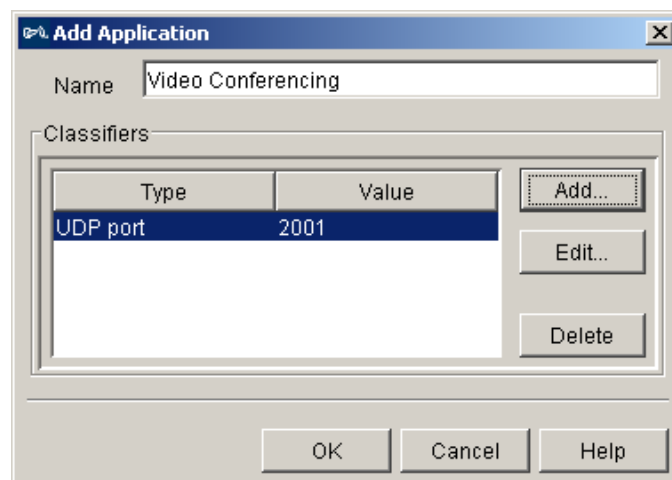 Add Application
Name Video Conferencing
Classifiers
Type Value
UDP port 2001
Add...
Edit...
Delete
OK Cancel Help